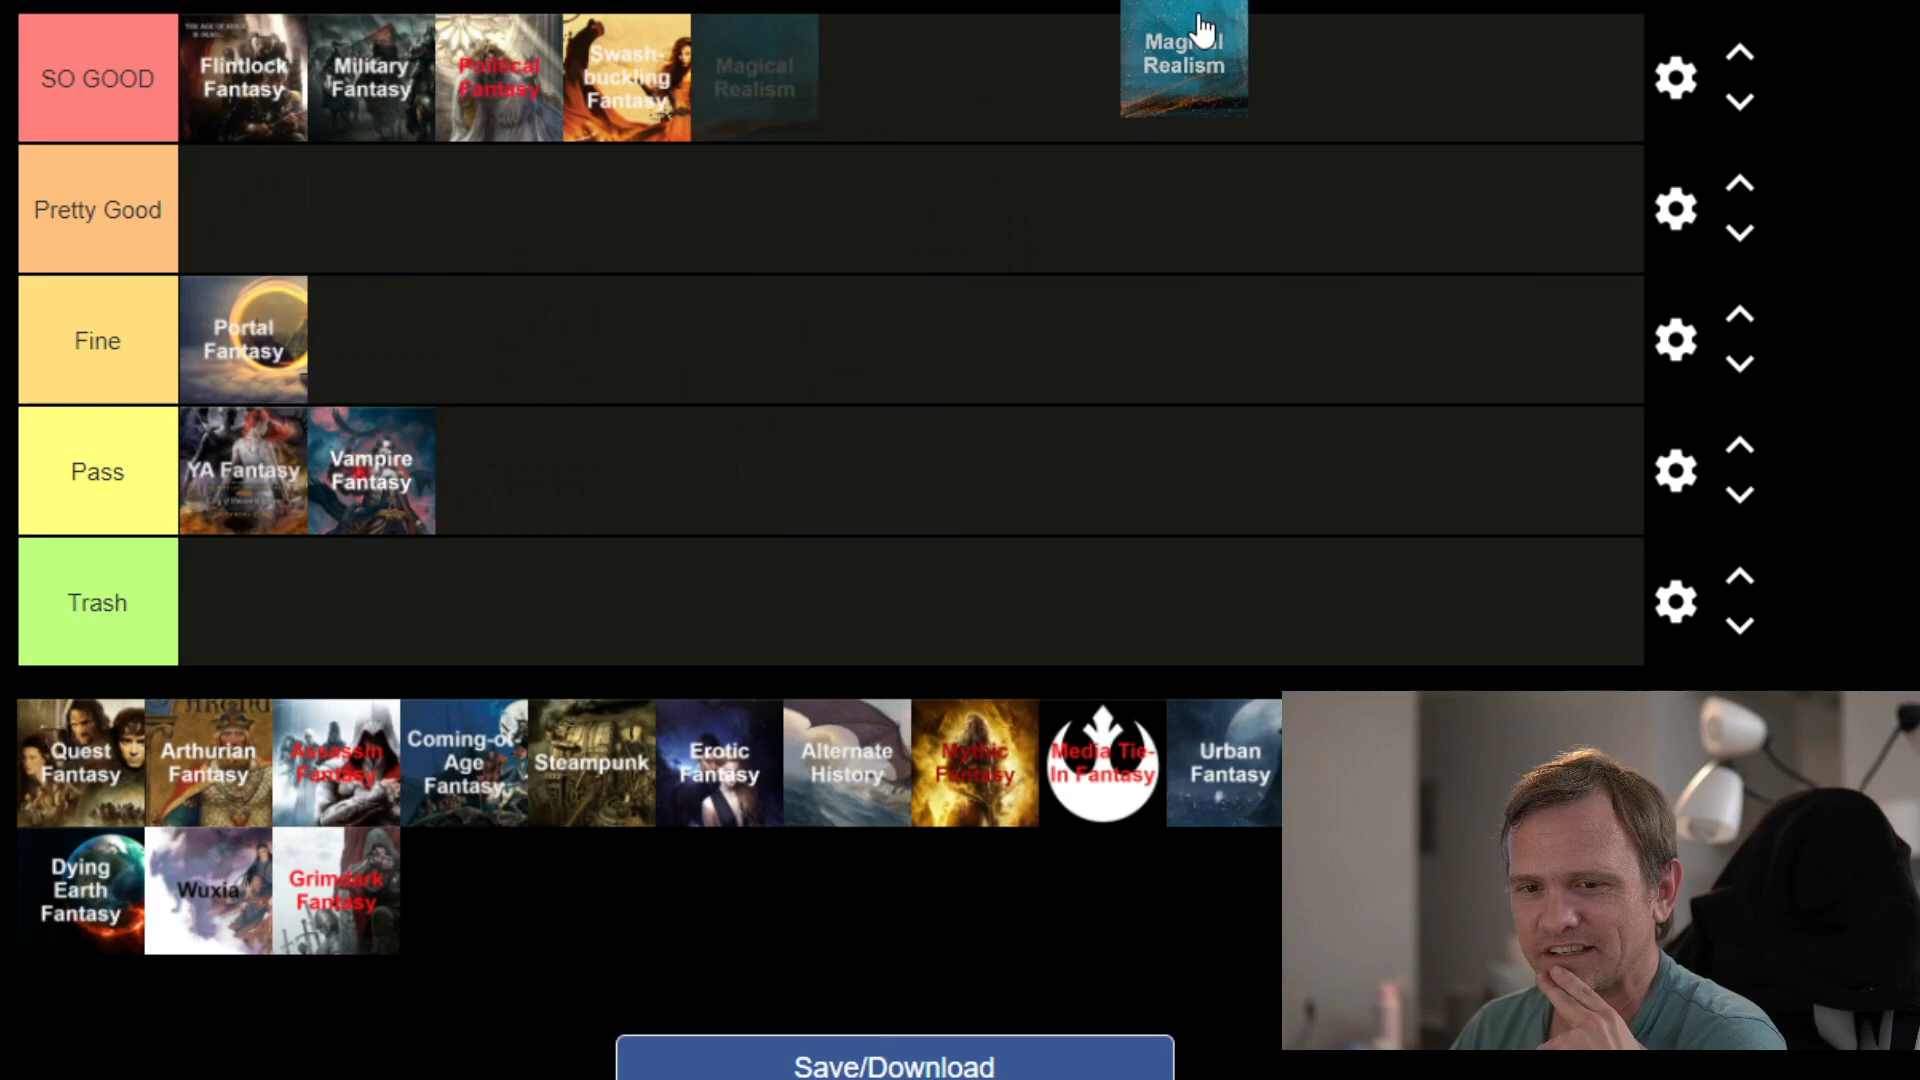 SO GOOD
Flintlock
Fantasy
Military
Fantasy
Political
Fantasy
Swash-
buckling
Fantasy
Magical
Realism
Realism
Pretty Good
Fine
Portal
Fantasy
Pass
YA Fantasy
Vampire
Fantasy
Trash
Quest
Fantasy
Arthurian
Fantasy
Assassin
Fantasy
Coming-of-
Age
Fantasy
Steampunk
Erotic
Fantasy
Alternate
History
Mythic
Fantasy
Media Tie-
In Fantasy
Urban
Fantasy
Dying
Earth
Fantasy
Wuxia
Grimdark
Fantasy
Save/Download